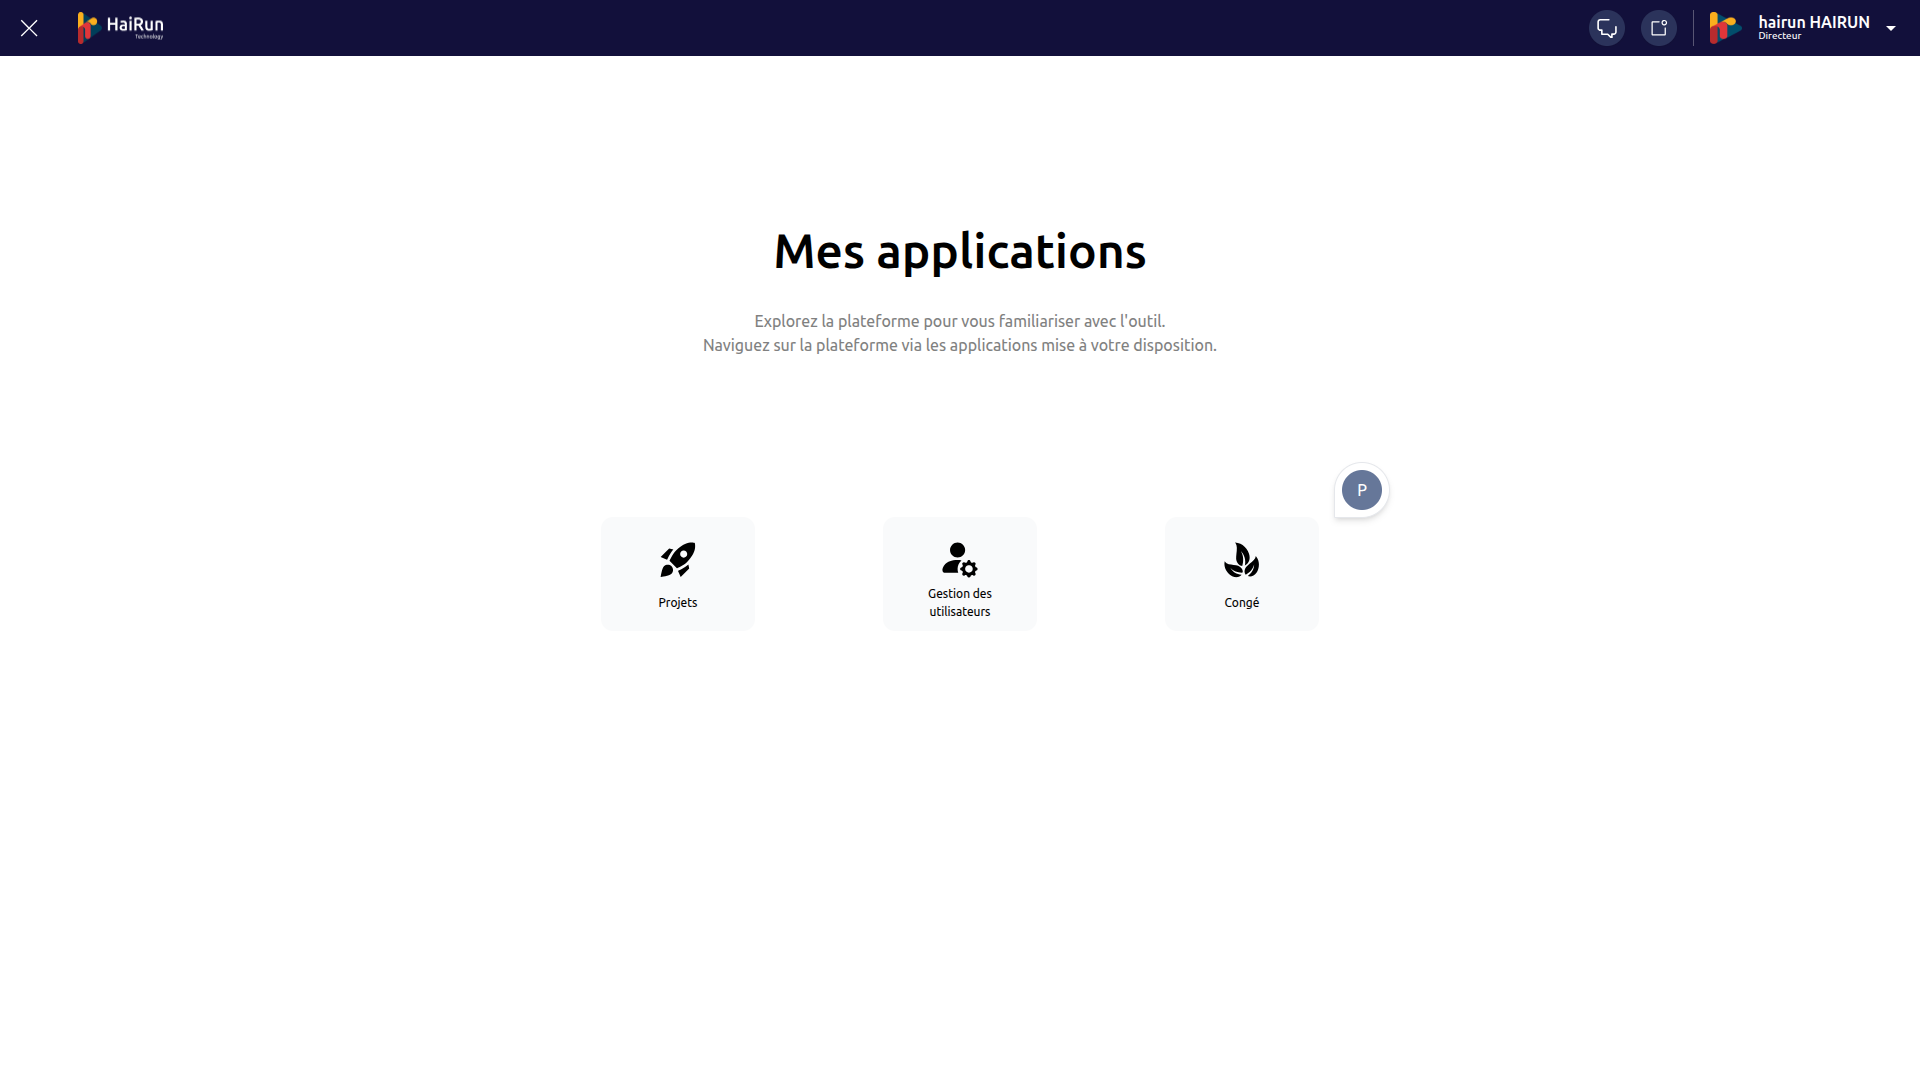 HaiRun
Technology
hairun HAIRUN
Directeur
Mes applications
Explorez la plateforme pour vous familiariser avec l'outil.
Naviguez sur la plateforme via les applications mise à votre disposition.
P
Projets
Gestion des
utilisateurs
Congé